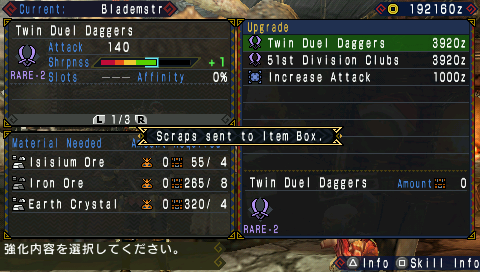 Current: Blademstr
192160z
Twin Duel Daggers
Attack 140
Shrpnss +1
RARE-2 Slots --- Affinity 0%
L 1/3 R
Upgrade
Twin Duel Daggers 3920z
51st Division Clubs 3920z
Increase Attack 1000z
Scraps sent to Item Box.
Material Needed
Isisium Ore 0 55/ 4
Iron Ore 0 265/ 8
Earth Crystal 0 320/ 4
Twin Duel Daggers Amount 0
RARE-2
強化内容を選択してください。
Info Skill Info